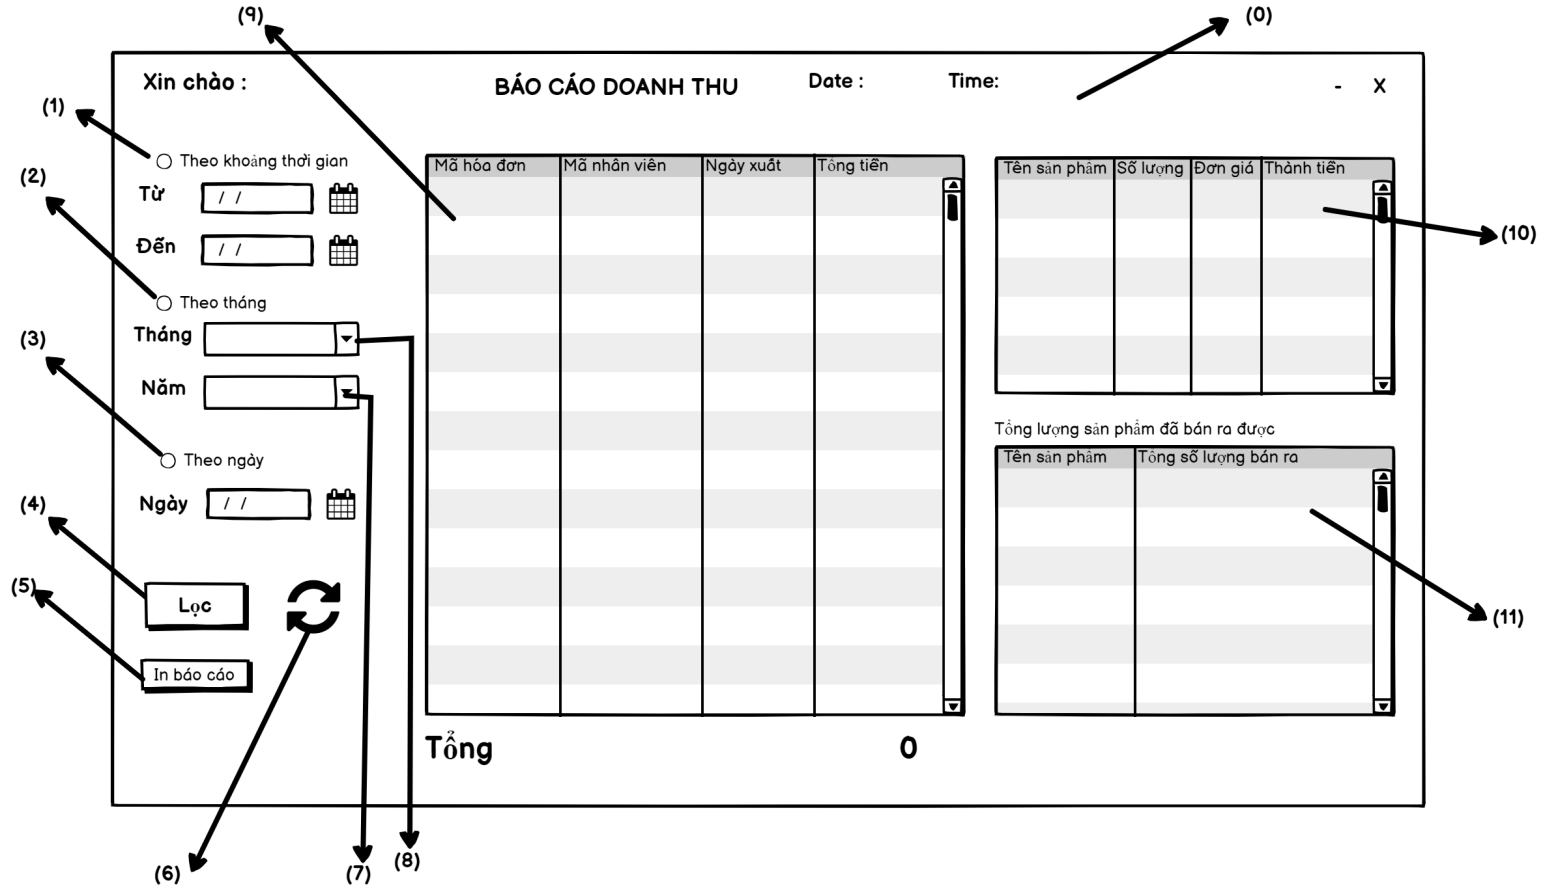 (9)
(0)
Xin chào :
BÁO CÁO DOANH THU
Date :
Time:
- X
(1)
Theo khoảng thời gian
(2)
Từ / /
Đến / /
Theo tháng
(3)
Tháng
Năm
Theo ngày
(4)
Ngày / /
(5)
Lọc
In báo cáo
Mã hóa đơn Mã nhân viên Ngày xuất Tổng tiền
Tên sản phẩm Số lượng Đơn giá Thành tiền
(10)
Tổng lượng sản phẩm đã bán ra được
Tên sản phẩm Tổng số lượng bán ra
(11)
Tổng 0
(6)
(7)
(8)